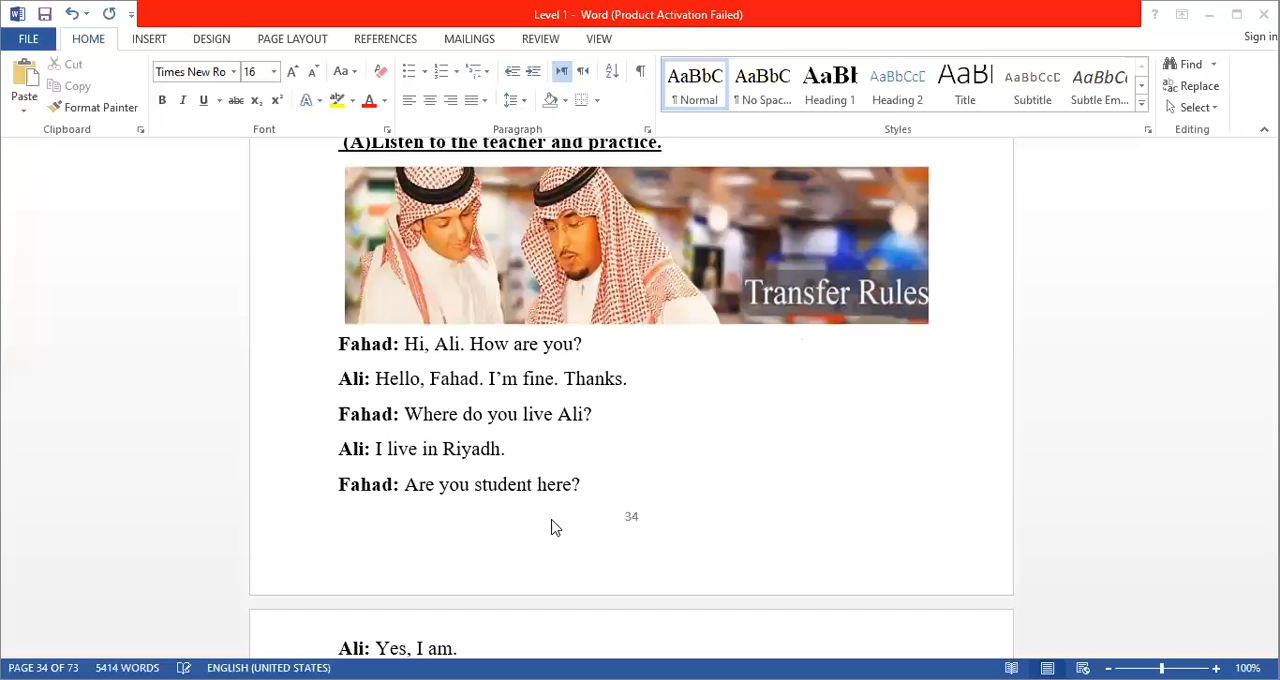 Level 1 - Word (Product Activation Failed)
FILE HOME INSERT DESIGN PAGE LAYOUT REFERENCES MAILINGS REVIEW VIEW Sign in
Paste
Cut
Copy
Format Painter
Clipboard
Times New Ro 16
Font
Paragraph
AaBbC ¶ Normal
AaBbC ¶ No Spac...
AaBb Heading 1
AaBbCcD Heading 2
AaBb Title
AaBbCcD Subtitle
AaBbCc Subtle Em...
Styles
Find
Replace
Select
Editing
(A)Listen to the teacher and practice.
Transfer Rules
Fahad: Hi, Ali. How are you?
Ali: Hello, Fahad. I’m fine. Thanks.
Fahad: Where do you live Ali?
Ali: I live in Riyadh.
Fahad: Are you student here?
34
Ali: Yes, I am.
PAGE 34 OF 73 5414 WORDS ENGLISH (UNITED STATES) 100%